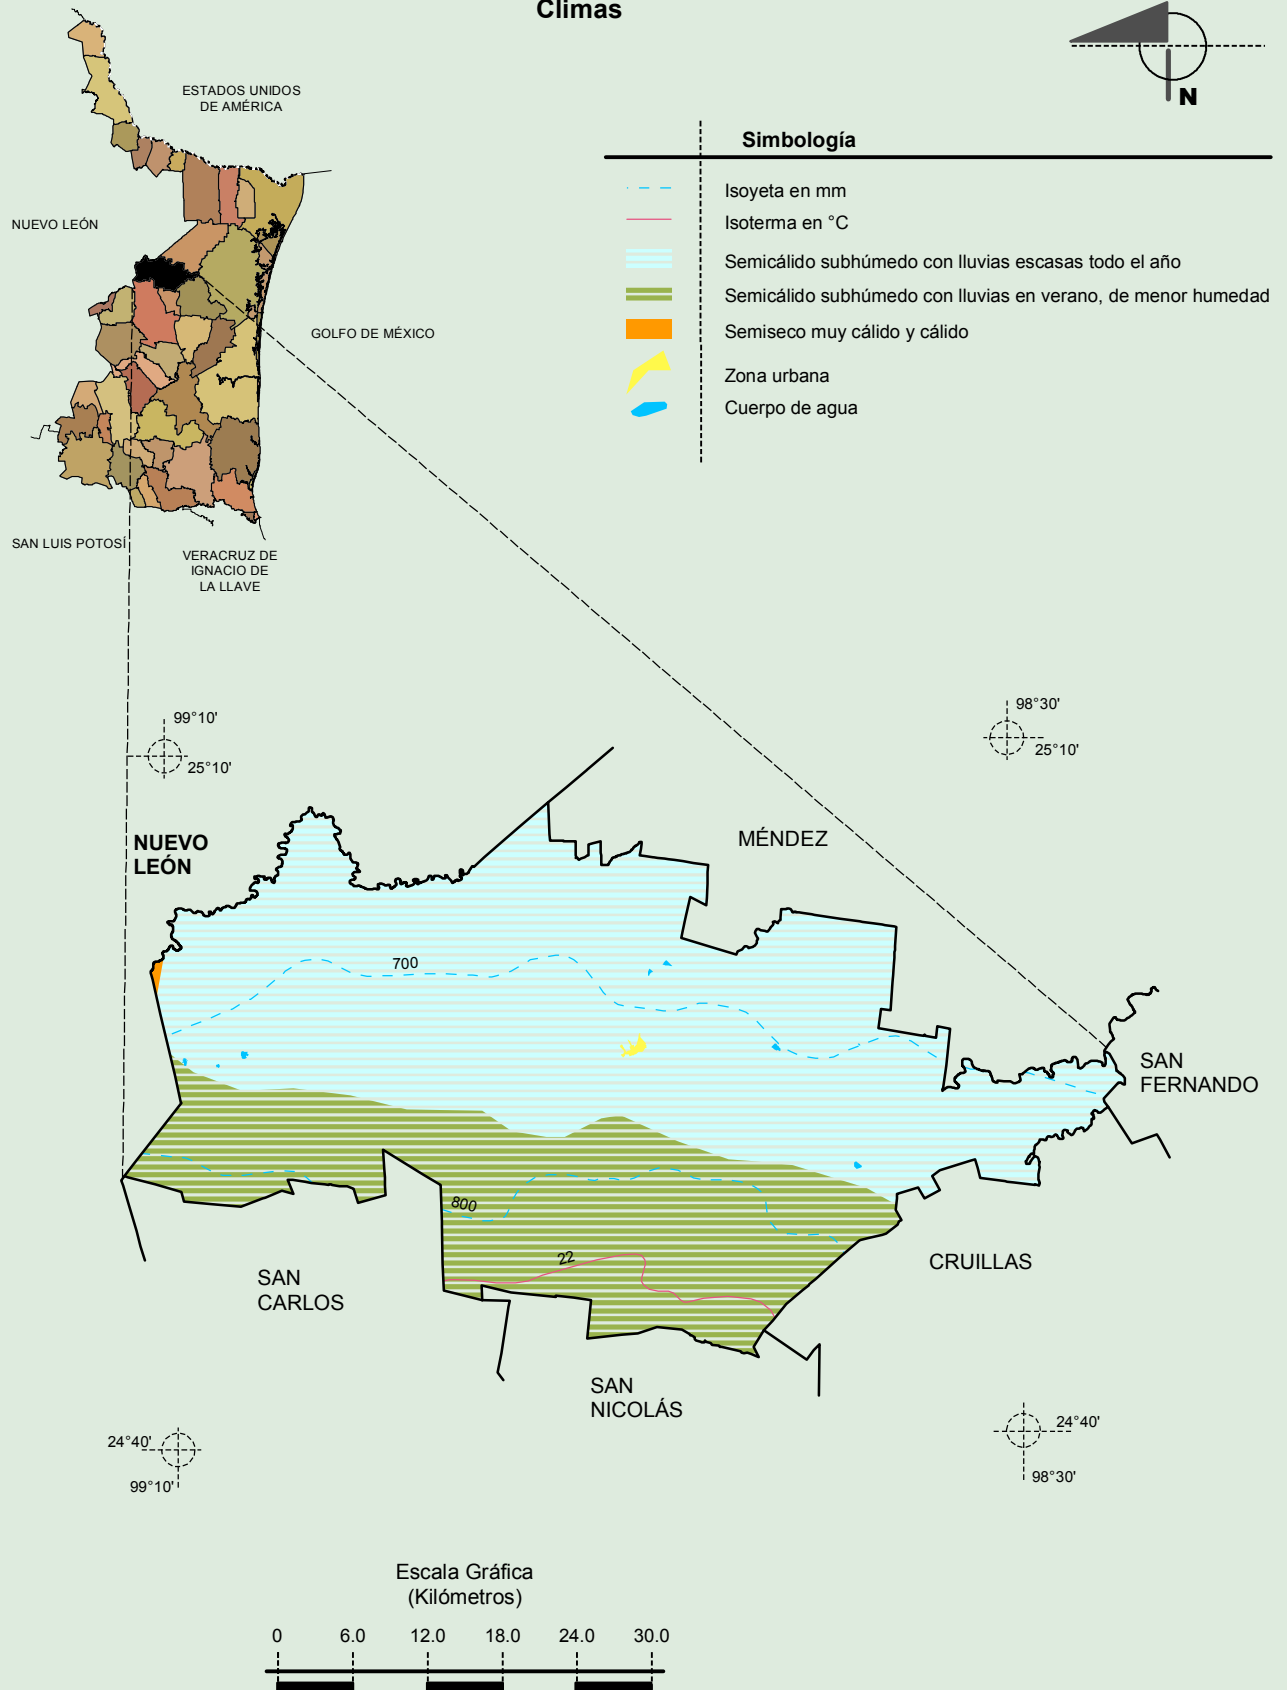 Climas
N
ESTADOS UNIDOS
DE AMÉRICA
NUEVO LEÓN
GOLFO DE MÉXICO
SAN LUIS POTOSÍ
VERACRUZ DE
IGNACIO DE
LA LLAVE
Simbología
Isoyeta en mm
Isoterma en °C
Semicálido subhúmedo con lluvias escasas todo el año
Semicálido subhúmedo con lluvias en verano, de menor humedad
Semiseco muy cálido y cálido
Zona urbana
Cuerpo de agua
99°10'
25°10'
98°30'
25°10'
NUEVO
LEÓN
MÉNDEZ
700
SAN
FERNANDO
800
22
SAN
CARLOS
CRUILLAS
SAN
NICOLÁS
24°40'
99°10'
24°40'
98°30'
Escala Gráfica
(Kilómetros)
0 6.0 12.0 18.0 24.0 30.0